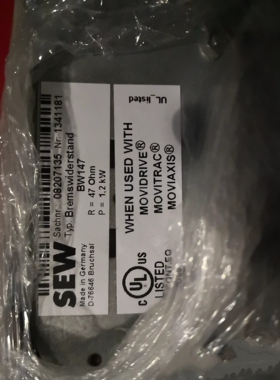 UL_listed
Sachnr. 08207135 Nr. 1341181
Typ: Bremswiderstand
BW147
R = 47 Ohm
P = 1,2 kW
SEW
Made in Germany
D-76646 Bruchsal
WHEN USED WITH
MOVIDRIVE®
MOVITRAC®
MOVIAXIS®
C UL US
LISTED